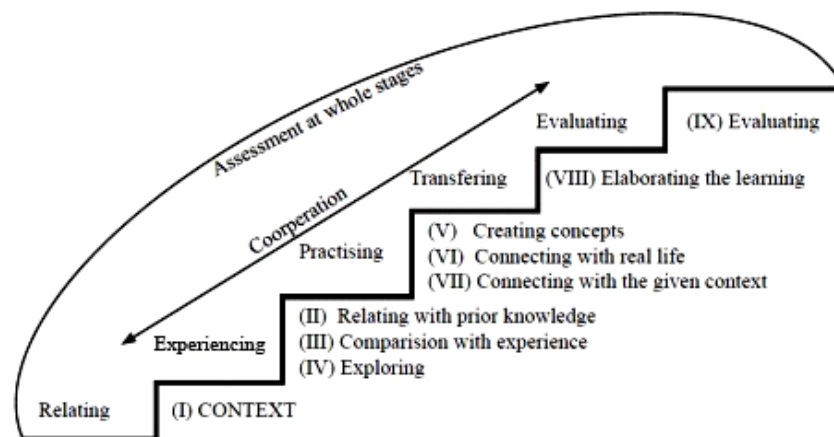 Assessment at whole stages
Coorperation
Evaluating
(IX) Evaluating
Transfering
(VIII) Elaborating the learning
Practising
(V) Creating concepts
(VI) Connecting with real life
(VII) Connecting with the given context
Experiencing
(II) Relating with prior knowledge
(III) Comparision with experience
(IV) Exploring
Relating
(I) CONTEXT